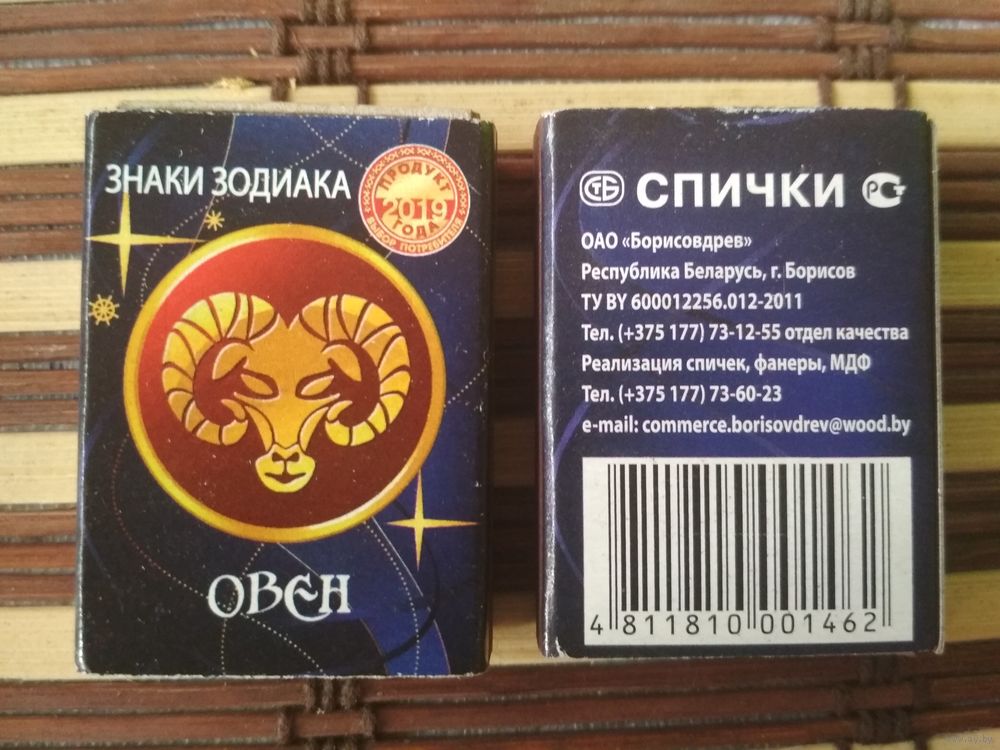 ЗНАКИ ЗОДИАКА
ПРОДУКТ
2019
ГОДА
ВЫБОР ПОТРЕБИТЕЛЯ
ОВЕН
СТБ СПИЧКИ РСТ
ОАО «Борисовдрев»
Республика Беларусь, г. Борисов
ТУ BY 600012256.012-2011
Тел. (+375 177) 73-12-55 отдел качества
Реализация спичек, фанеры, МДФ
Тел. (+375 177) 73-60-23
e-mail: commerce.borisovdrev@wood.by
4 811810 001462